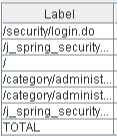 Label
/security/login.do
/j_spring_security...
/
/category/administ...
/category/administ...
/j_spring_security...
TOTAL